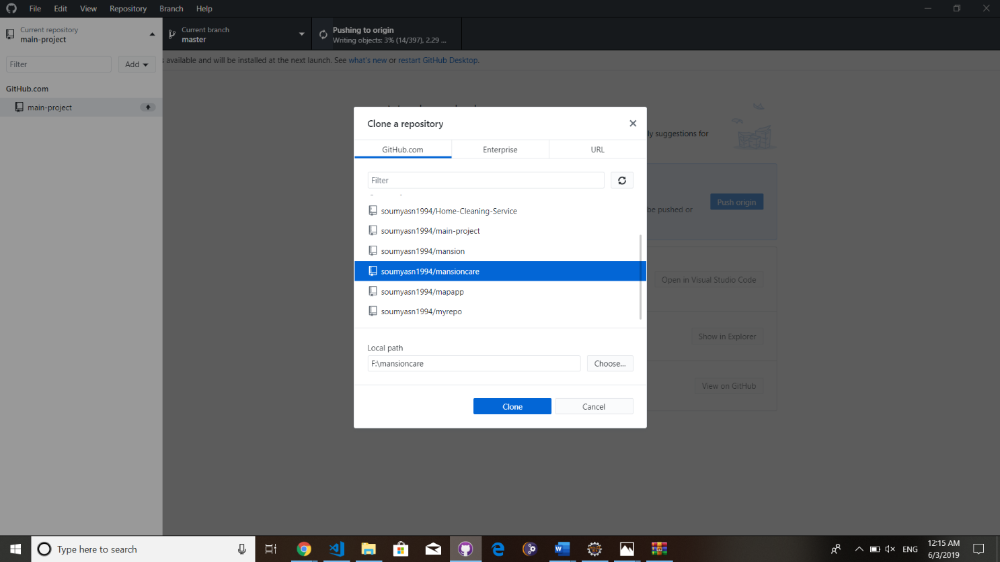 File Edit View Repository Branch Help
Current repository
main-project
Current branch
master
Pushing to origin
Writing objects: 3% (14/397), 2.29 ...
Filter
Add
available and will be installed at the next launch. See what's new or restart GitHub Desktop.
GitHub.com
main-project
Clone a repository
GitHub.com Enterprise URL
Filter
soumyasn1994/Home-Cleaning-Service
soumyasn1994/main-project
soumyasn1994/mansion
soumyasn1994/mansioncare
soumyasn1994/mapapp
soumyasn1994/myrepo
Local path
F:\mansioncare
Choose...
Clone
Cancel
suggestions for
Push origin
be pushed or
Open in Visual Studio Code
Show in Explorer
View on GitHub
Type here to search
ENG
12:15 AM
6/3/2019